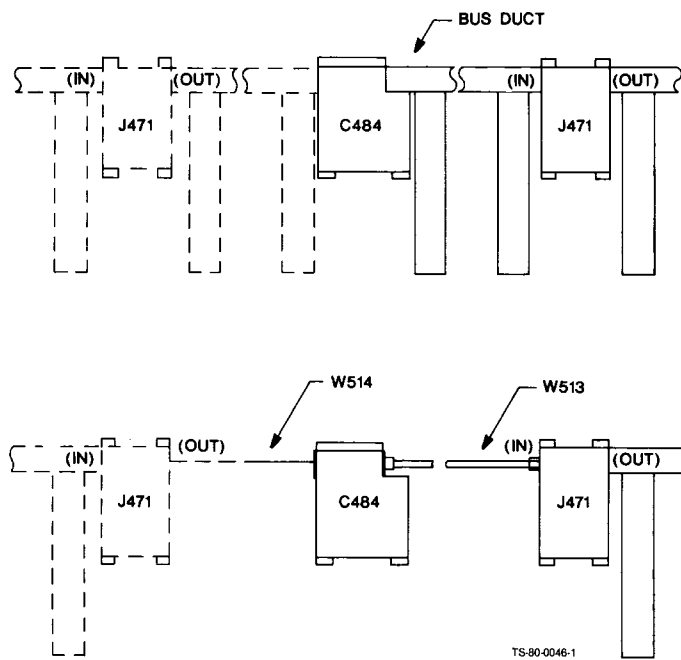 BUS DUCT
(IN) (OUT) (IN) (OUT)
J471 C484 J471
W514 W513
(OUT) (IN)
(IN) (OUT)
J471 C484 J471
TS-80-0046-1